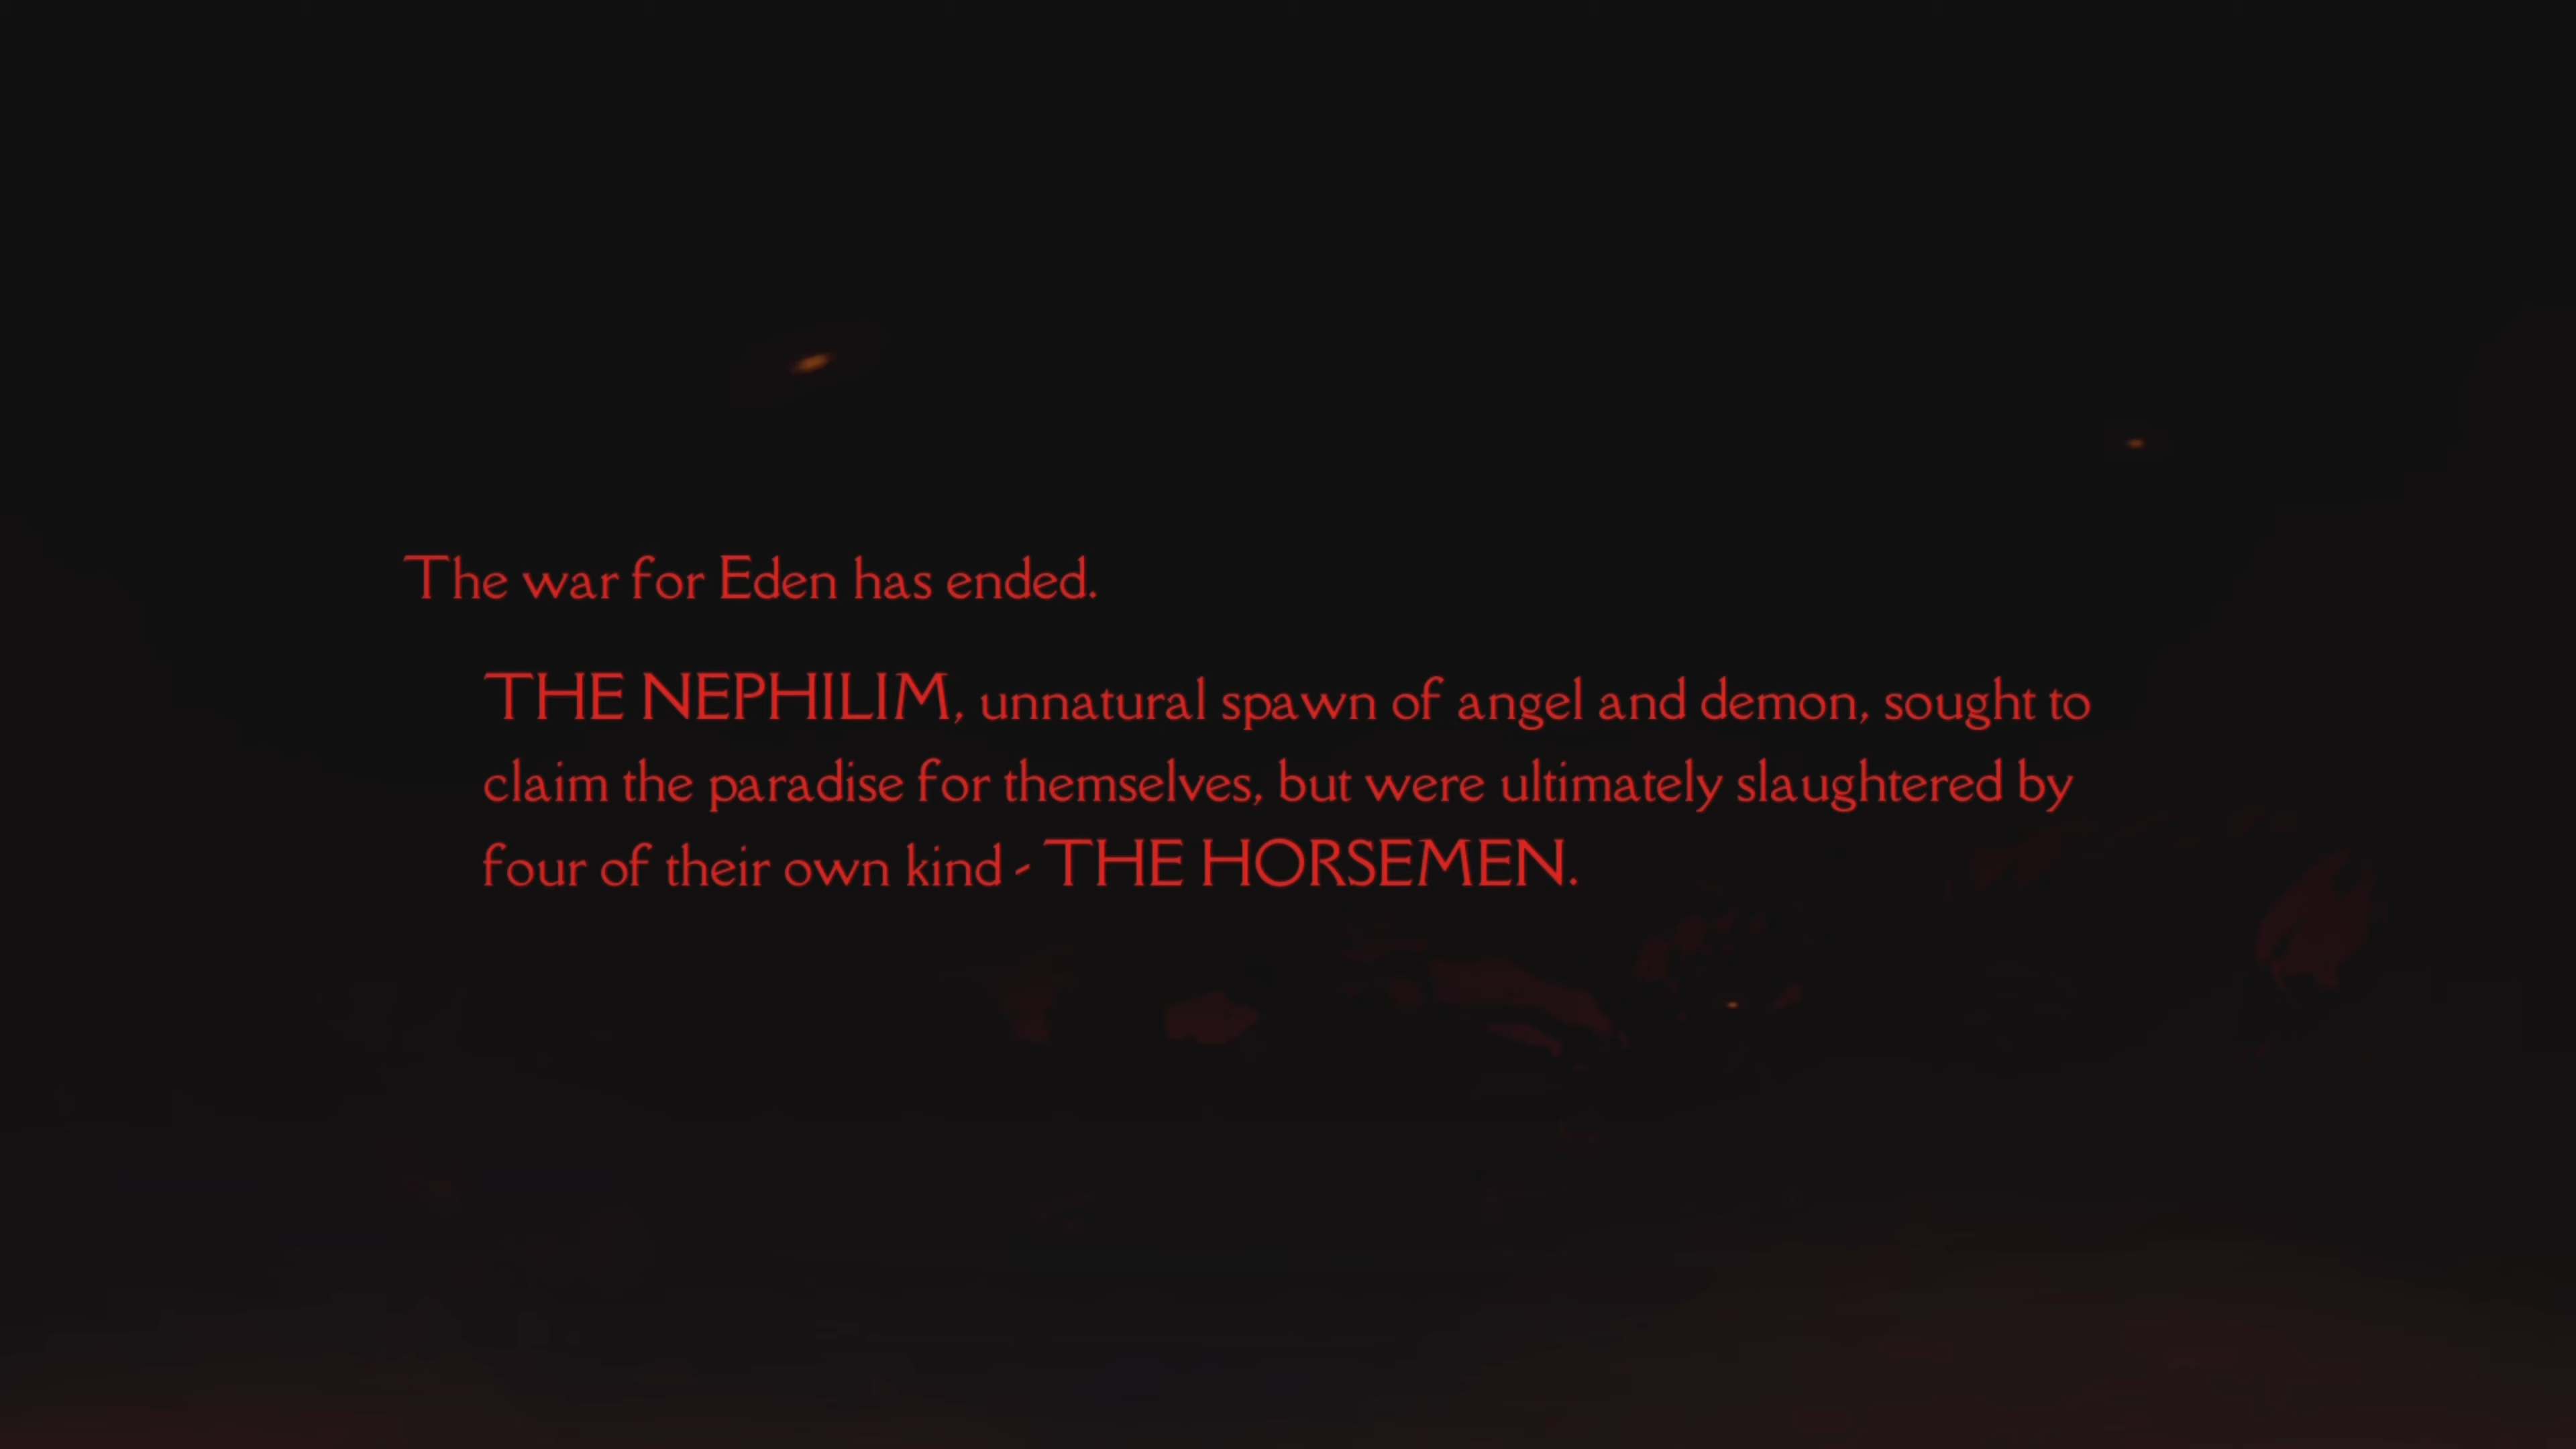 The war for Eden has ended.
THE NEPHILIM, unnatural spawn of angel and demon, sought to
claim the paradise for themselves, but were ultimately slaughtered by
four of their own kind - THE HORSEMEN.